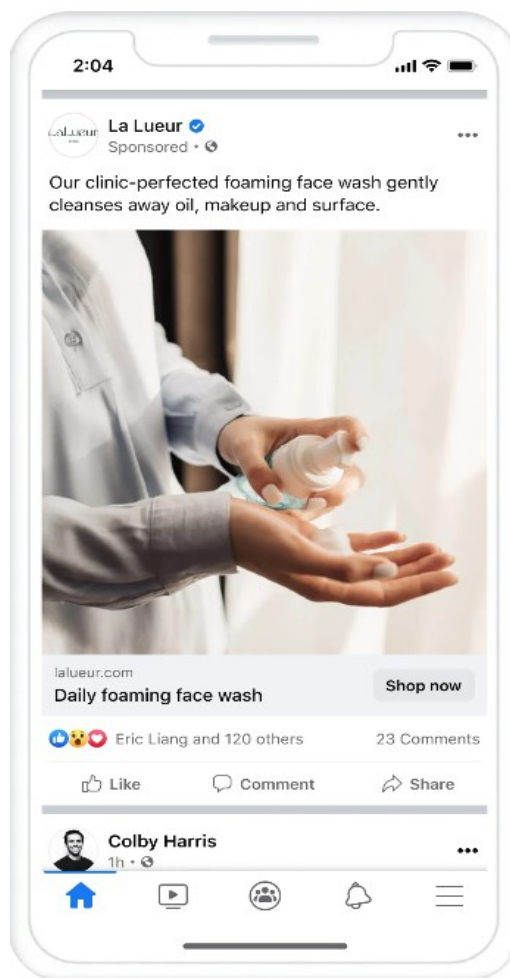 2:04
LaLueur
La Lueur
Sponsored
Our clinic-perfected foaming face wash gently
cleanses away oil, makeup and surface.
lalueur.com
Daily foaming face wash
Shop now
Eric Liang and 120 others
23 Comments
Like
Comment
Share
Colby Harris
1h